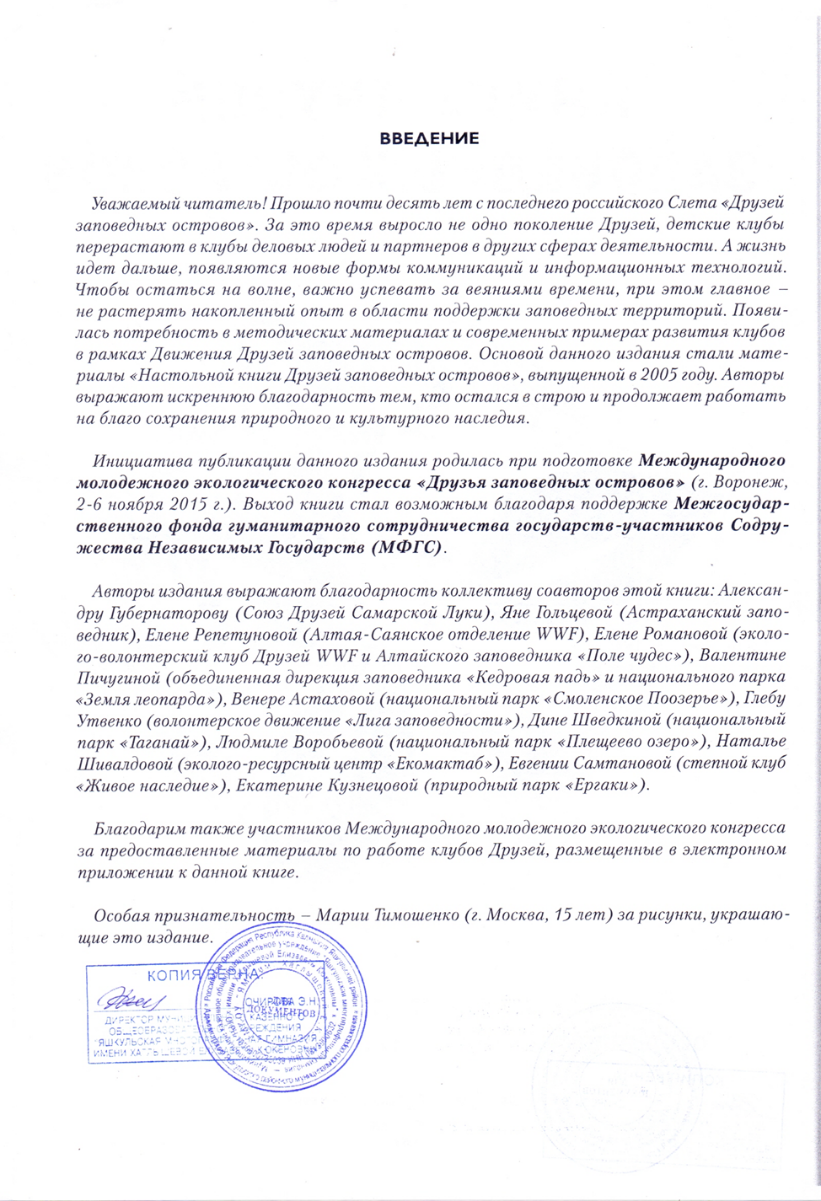 ВВЕДЕНИЕ
Уважаемый читатель! Прошло почти десять лет с последнего российского Слета «Друзей
заповедных островов». За это время выросло не одно поколение Друзей, детские клубы
перерастают в клубы деловых людей и партнеров в других сферах деятельности. А жизнь
идет дальше, появляются новые формы коммуникаций и информационных технологий.
Чтобы остаться на волне, важно успевать за веяниями времени, при этом главное –
не растерять накопленный опыт в области поддержки заповедных территорий. Появи-
лась потребность в методических материалах и современных примерах развития клубов
в рамках Движения Друзей заповедных островов. Основой данного издания стали мате-
риалы «Настольной книги Друзей заповедных островов», выпущенной в 2005 году. Авторы
выражают искреннюю благодарность тем, кто остался в строю и продолжает работать
на благо сохранения природного и культурного наследия.
Инициатива публикации данного издания родилась при подготовке Международного
молодежного экологического конгресса «Друзья заповедных островов» (г. Воронеж,
2-6 ноября 2015 г.). Выход книги стал возможным благодаря поддержке Межгосудар-
ственного фонда гуманитарного сотрудничества государств-участников Содру-
жества Независимых Государств (МФГС).
Авторы издания выражают благодарность коллективу соавторов этой книги: Алексан-
дру Губернаторову (Союз Друзей Самарской Луки), Яне Гольцевой (Астраханский запо-
ведник), Елене Репетуновой (Алтая-Саянское отделение WWF), Елене Романовой (эколо-
го-волонтерский клуб Друзей WWF и Алтайского заповедника «Поле чудес»), Валентине
Пичугиной (объединенная дирекция заповедника «Кедровая падь» и национального парка
«Земля леопарда»), Венере Астаховой (национальный парк «Смоленское Поозерье»), Глебу
Утвенко (волонтерское движение «Лига заповедности»), Дине Шведкиной (национальный
парк «Таганай»), Людмиле Воробьевой (национальный парк «Плещеево озеро»), Наталье
Шивалдовой (эколого-ресурсный центр «Екомактаб»), Евгении Самтановой (степной клуб
«Живое наследие»), Екатерине Кузнецовой (природный парк «Ергаки»).
Благодарим также участников Международного молодежного экологического конгресса
за предоставленные материалы по работе клубов Друзей, размещенные в электронном
приложении к данной книге.
Особая признательность – Марии Тимошенко (г. Москва, 15 лет) за рисунки, украшаю-
щие это издание.
КОПИЯ ВЕРНА
ОЧИРОВА Э.Н.
ДОКУМЕНТОВ
ДИРЕКТОР
ИМЕНИ